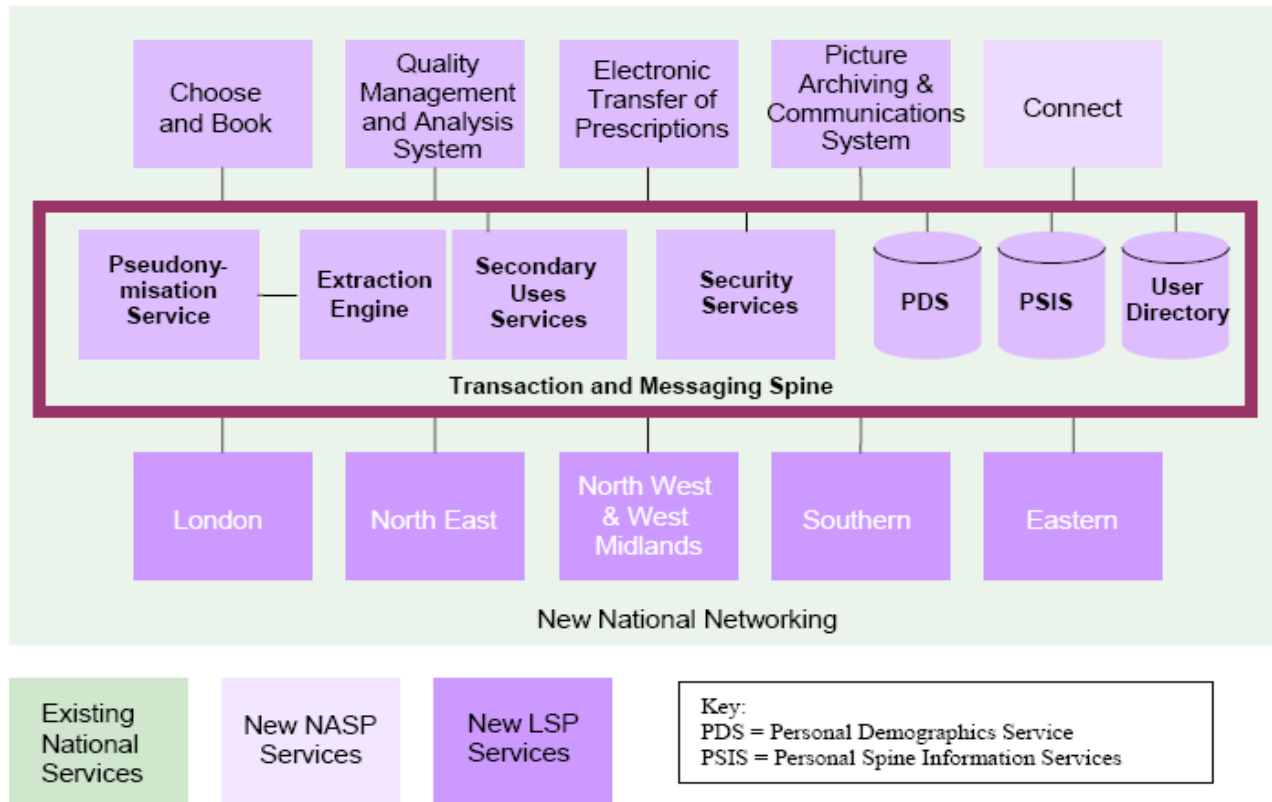 Choose
and Book
Quality
Management
and Analysis
System
Electronic
Transfer of
Prescriptions
Picture
Archiving &
Communications
System
Connect
Pseudony-
misation
Service
Extraction
Engine
Secondary
Uses
Services
Security
Services
PDS
PSIS
User
Directory
Transaction and Messaging Spine
London
North East
North West
& West
Midlands
Southern
Eastern
New National Networking
Existing
National
Services
New NASP
Services
New LSP
Services
Key:
PDS = Personal Demographics Service
PSIS = Personal Spine Information Services